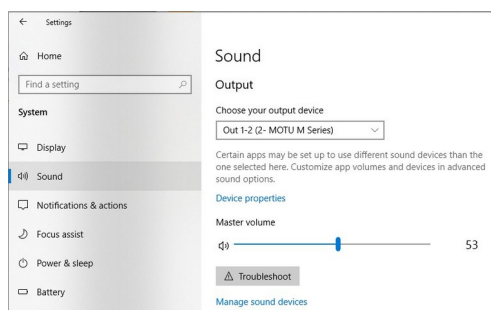 Settings
Home
Find a setting
System
Display
Sound
Notifications & actions
Focus assist
Power & sleep
Battery
Sound
Output
Choose your output device
Out 1-2 (2- MOTU M Series)
Certain apps may be set up to use different sound devices than the
one selected here. Customize app volumes and devices in advanced
sound options.
Device properties
Master volume
53
Troubleshoot
Manage sound devices